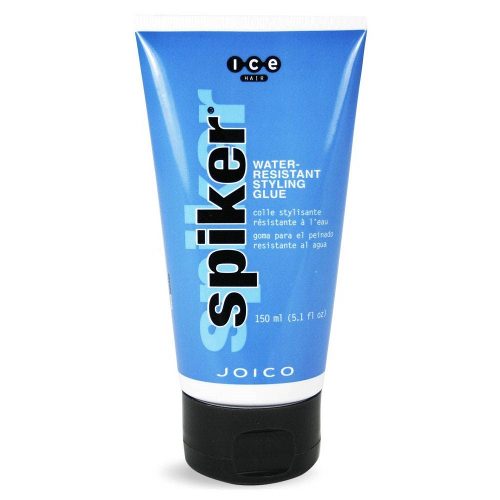 ice
HAIR
spiker®
spiker
WATER-
RESISTANT
STYLING
GLUE
colle stylisante
résistante à l'eau
goma para el peinado
resistante al agua
150 ml (5.1 fl oz)
JOICO